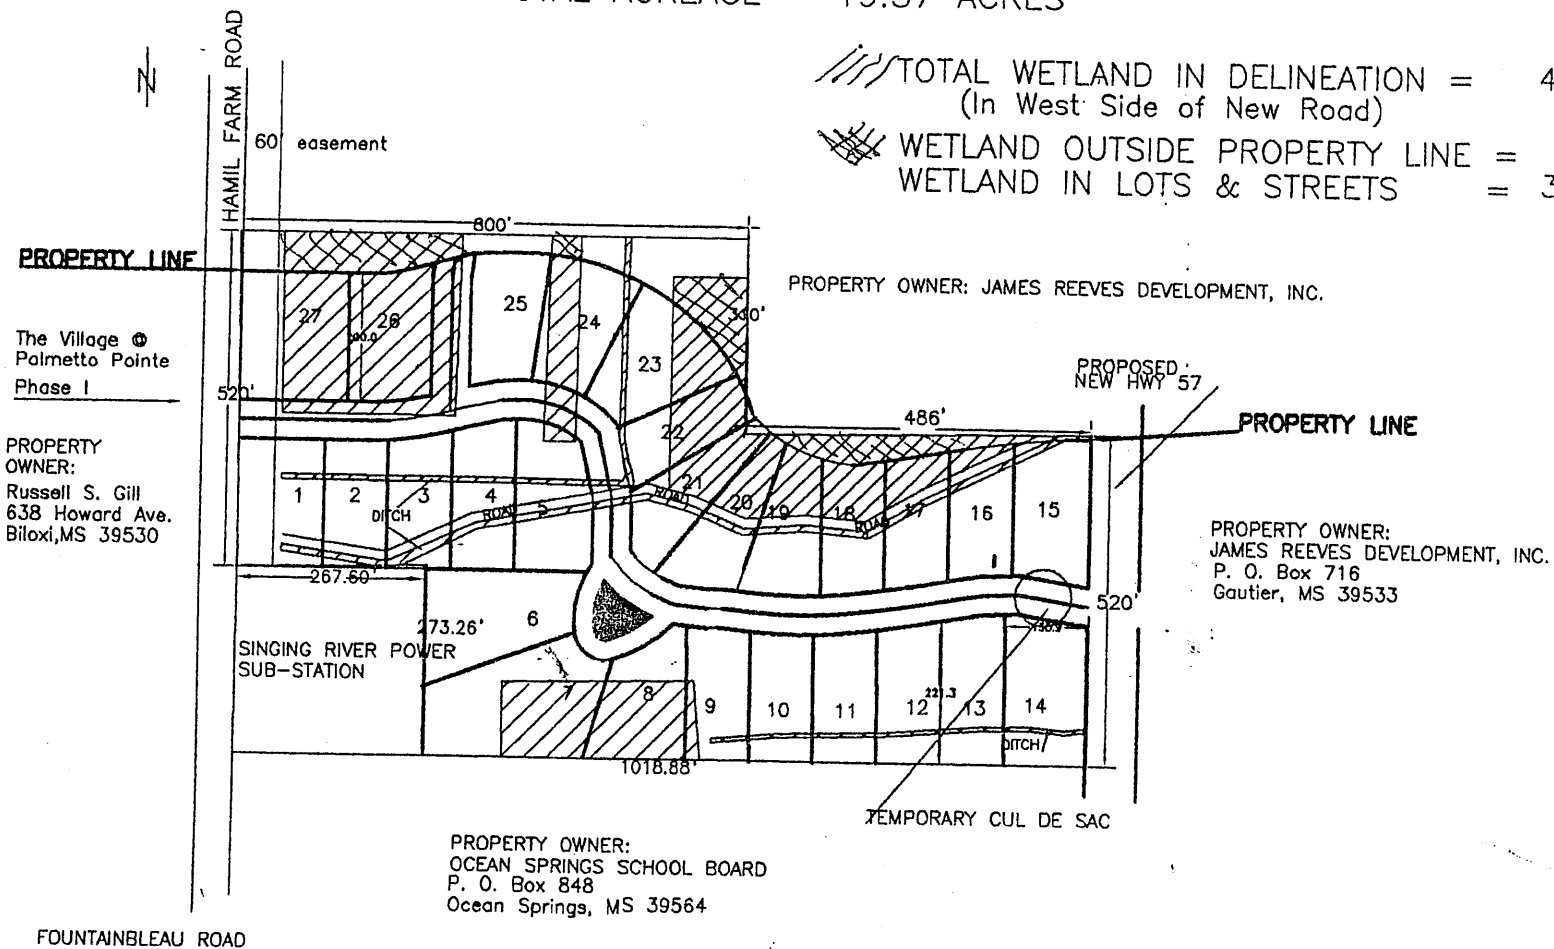 ACREAGE
ACRES
N
HAMIL FARM ROAD
60' easement
TOTAL WETLAND IN DELINEATION = 4
(In West Side of New Road)
WETLAND OUTSIDE PROPERTY LINE =
WETLAND IN LOTS & STREETS = 3
800'
PROPERTY LINE
PROPERTY OWNER: JAMES REEVES DEVELOPMENT, INC.
27
26
25
24
23
The Village @
Palmetto Pointe
Phase I
520'
PROPOSED
NEW HWY 57
486'
PROPERTY LINE
22
21
20
19
18
17
16
15
ROAD
ROAD
PROPERTY
OWNER:
Russell S. Gill
638 Howard Ave.
Biloxi,MS 39530
1
2
3
4
5
DITCH
ROAD
PROPERTY OWNER:
JAMES REEVES DEVELOPMENT, INC.
P. O. Box 716
Gautier, MS 39533
267.60'
273.26'
520'
SINGING RIVER POWER
SUB-STATION
6
7
8
9
10
11
12
221.3
13
14
DITCH
1018.88'
TEMPORARY CUL DE SAC
PROPERTY OWNER:
OCEAN SPRINGS SCHOOL BOARD
P. O. Box 848
Ocean Springs, MS 39564
FOUNTAINBLEAU ROAD